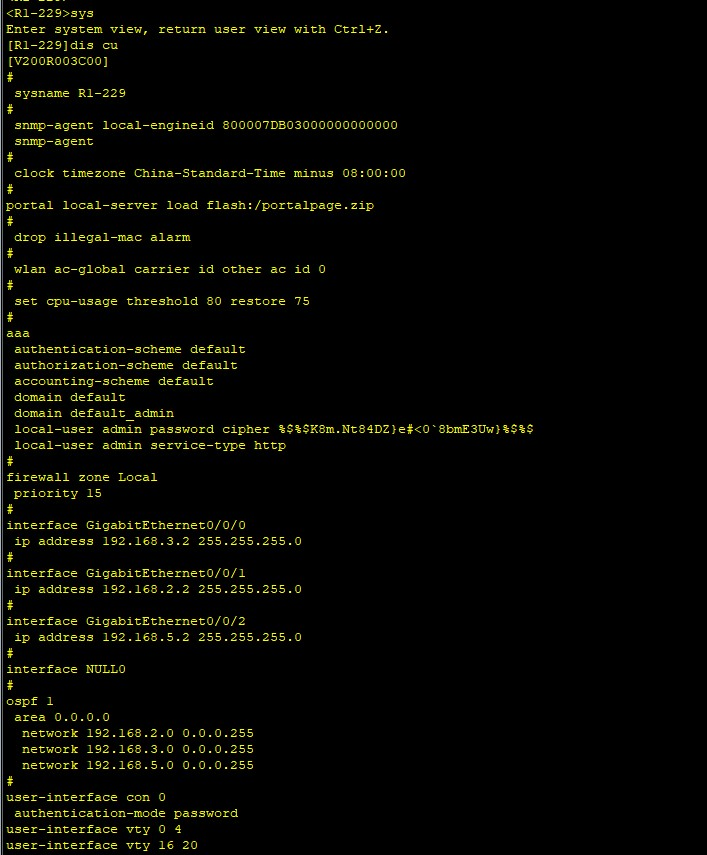 <R1-229>sys
Enter system view, return user view with Ctrl+Z.
[R1-229]dis cu
[V200R003C00]
#
 sysname R1-229
#
 snmp-agent local-engineid 800007DB03000000000000
 snmp-agent
#
 clock timezone China-Standard-Time minus 08:00:00
#
portal local-server load flash:/portalpage.zip
#
 drop illegal-mac alarm
#
 wlan ac-global carrier id other ac id 0
#
 set cpu-usage threshold 80 restore 75
#
aaa
 authentication-scheme default
 authorization-scheme default
 accounting-scheme default
 domain default
 domain default_admin
 local-user admin password cipher %$%$K8m.Nt84DZ}e#<0`8bmE3Uw}%$%$
 local-user admin service-type http
#
firewall zone Local
 priority 15
#
interface GigabitEthernet0/0/0
 ip address 192.168.3.2 255.255.255.0
#
interface GigabitEthernet0/0/1
 ip address 192.168.2.2 255.255.255.0
#
interface GigabitEthernet0/0/2
 ip address 192.168.5.2 255.255.255.0
#
interface NULL0
#
ospf 1
 area 0.0.0.0
  network 192.168.2.0 0.0.0.255
  network 192.168.3.0 0.0.0.255
  network 192.168.5.0 0.0.0.255
#
user-interface con 0
 authentication-mode password
user-interface vty 0 4
user-interface vty 16 20